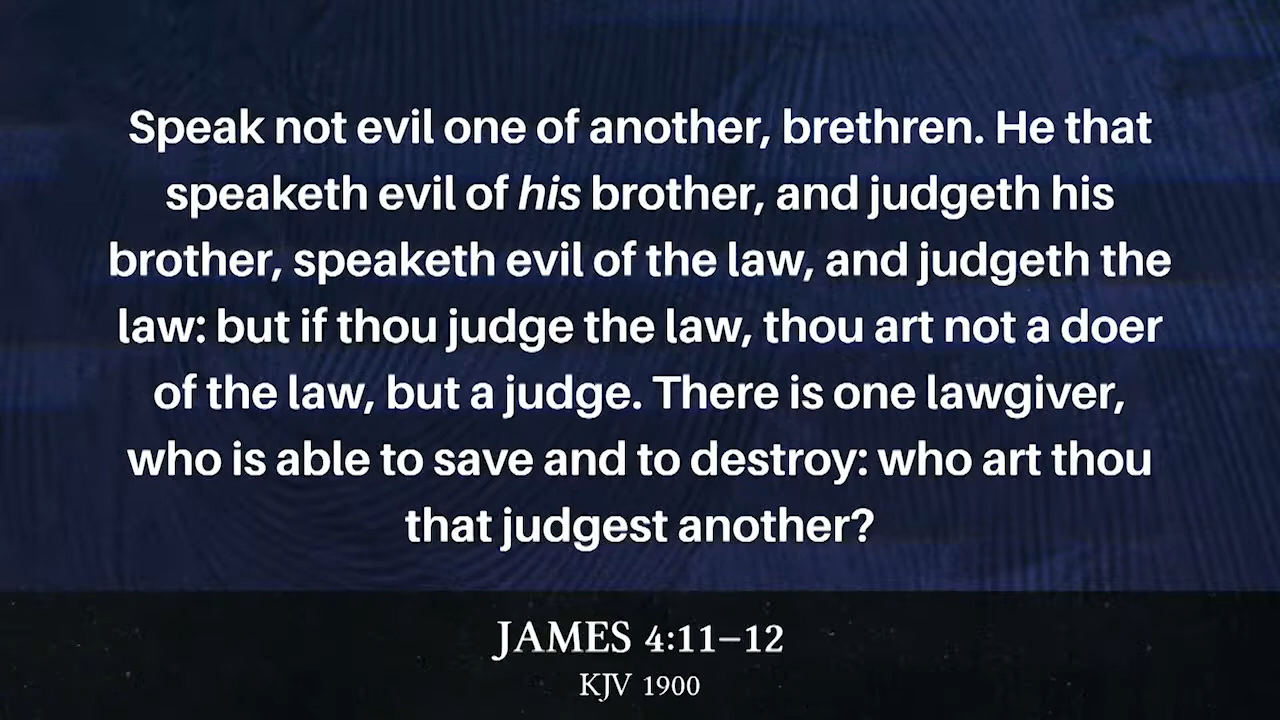 Speak not evil one of another, brethren. He that
speaketh evil of his brother, and judgeth his
brother, speaketh evil of the law, and judgeth the
law: but if thou judge the law, thou art not a doer
of the law, but a judge. There is one lawgiver,
who is able to save and to destroy: who art thou
that judgest another?
JAMES 4:11–12
KJV 1900